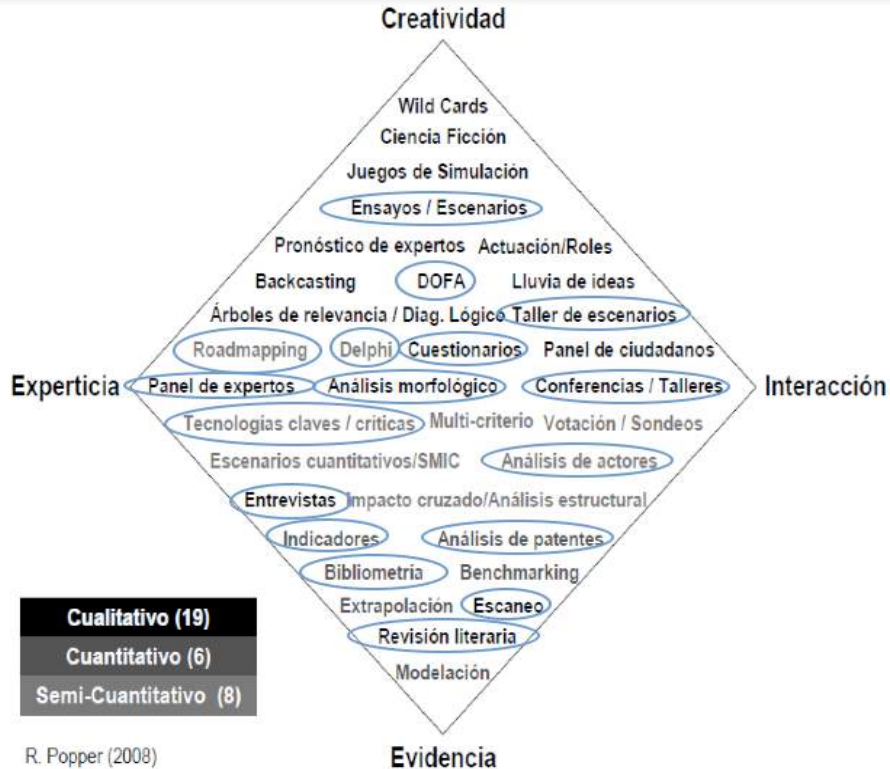 Creatividad
Wild Cards
Ciencia Ficción
Juegos de Simulación
Ensayos / Escenarios
Pronóstico de expertos Actuación/Roles
Backcasting DOFA Lluvia de ideas
Árboles de relevancia / Diag. Lógico Taller de escenarios
Roadmapping Delphi Cuestionarios Panel de ciudadanos
Experticia Panel de expertos Análisis morfológico Conferencias / Talleres Interacción
Tecnologías claves / críticas Multi-criterio Votación / Sondeos
Escenarios cuantitativos/SMIC Análisis de actores
Entrevistas Impacto cruzado/Análisis estructural
Indicadores Análisis de patentes
Bibliometria Benchmarking
Extrapolación Escaneo
Revisión literaria
Modelación
Cualitativo (19)
Cuantitativo (6)
Semi-Cuantitativo (8)
R. Popper (2008)
Evidencia